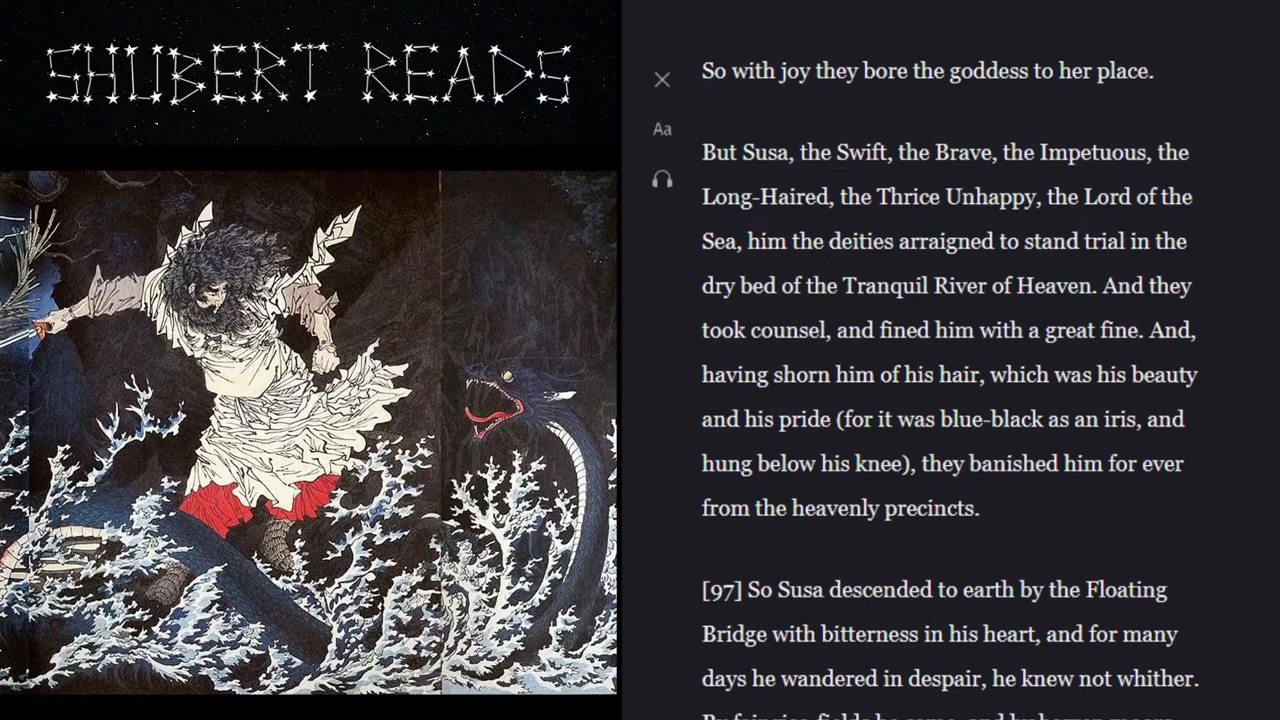 SHUBERT READS
So with joy they bore the goddess to her place.
Aa
But Susa, the Swift, the Brave, the Impetuous, the
Long-Haired, the Thrice Unhappy, the Lord of the
Sea, him the deities arraigned to stand trial in the
dry bed of the Tranquil River of Heaven. And they
took counsel, and fined him with a great fine. And,
having shorn him of his hair, which was his beauty
and his pride (for it was blue-black as an iris, and
hung below his knee), they banished him for ever
from the heavenly precincts.
[97] So Susa descended to earth by the Floating
Bridge with bitterness in his heart, and for many
days he wandered in despair, he knew not whither.